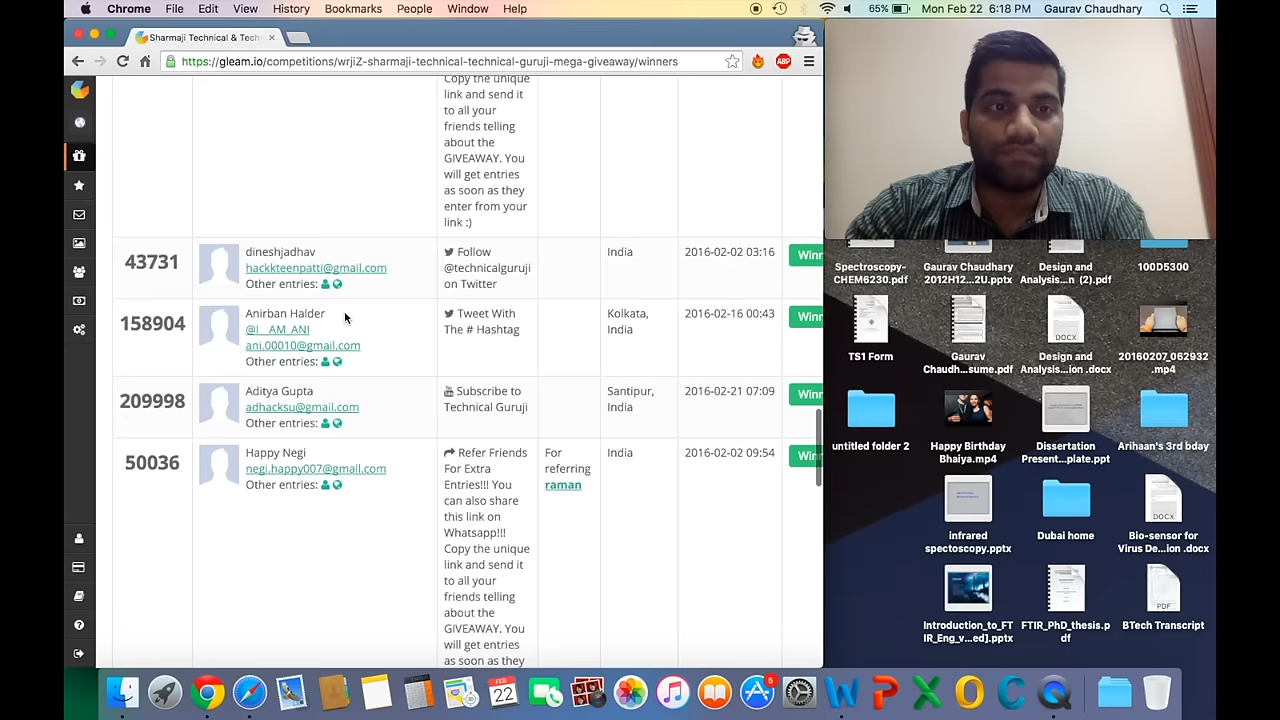 Chrome File Edit View History Bookmarks People Window Help
65% Mon Feb 22 6:18 PM Gaurav Chaudhary
Sharmaji Technical & Tech
https://gleam.io/competitions/wrjiZ-sharmaji-technical-technical-guruji-mega-giveaway/winners
ABP
Copy the unique
link and send it
to all your
friends telling
about the
GIVEAWAY. You
will get entries
as soon as they
enter from your
link :)
43731
dineshjadhav
hackkteenpatti@gmail.com
Other entries:
Follow
@technicalguruji
on Twitter
India
2016-02-02 03:16
Winn
158904
Anirban Halder
@I__AM_ANI
ani.00010@gmail.com
Other entries:
Tweet With
The # Hashtag
Kolkata,
India
2016-02-16 00:43
Winn
209998
Aditya Gupta
adhacksu@gmail.com
Other entries:
Subscribe to
Technical Guruji
Santipur,
India
2016-02-21 07:09
Winn
50036
Happy Negi
negi.happy007@gmail.com
Other entries:
Refer Friends
For Extra
Entries!!! You
can also share
this link on
Whatsapp!!!
Copy the unique
link and send it
to all your
friends telling
about the
GIVEAWAY. You
will get entries
as soon as they
For
referring
raman
India
2016-02-02 09:54
Winn
Spectroscopy-
CHEM6230.pdf
Gaurav Chaudhary
2012H12...2U.pptx
Design and
Analysis...n (2).pdf
100D5300
TS1 Form
Gaurav
Chaudh...sume.pdf
DOCX
Design and
Analysis...ion .docx
20160207_062932
.mp4
untitled folder 2
Happy Birthday
Bhaiya.mp4
Dissertation
Present...plate.ppt
Arihaan's 3rd bday
infrared
spectoscopy.pptx
Dubai home
DOCX
Bio-sensor for
Virus De...ion .docx
Introduction_to_FT
IR_Eng_v...ed].pptx
FTIR_PhD_thesis.p
df
PDF
BTech Transcript
FEB
22
5